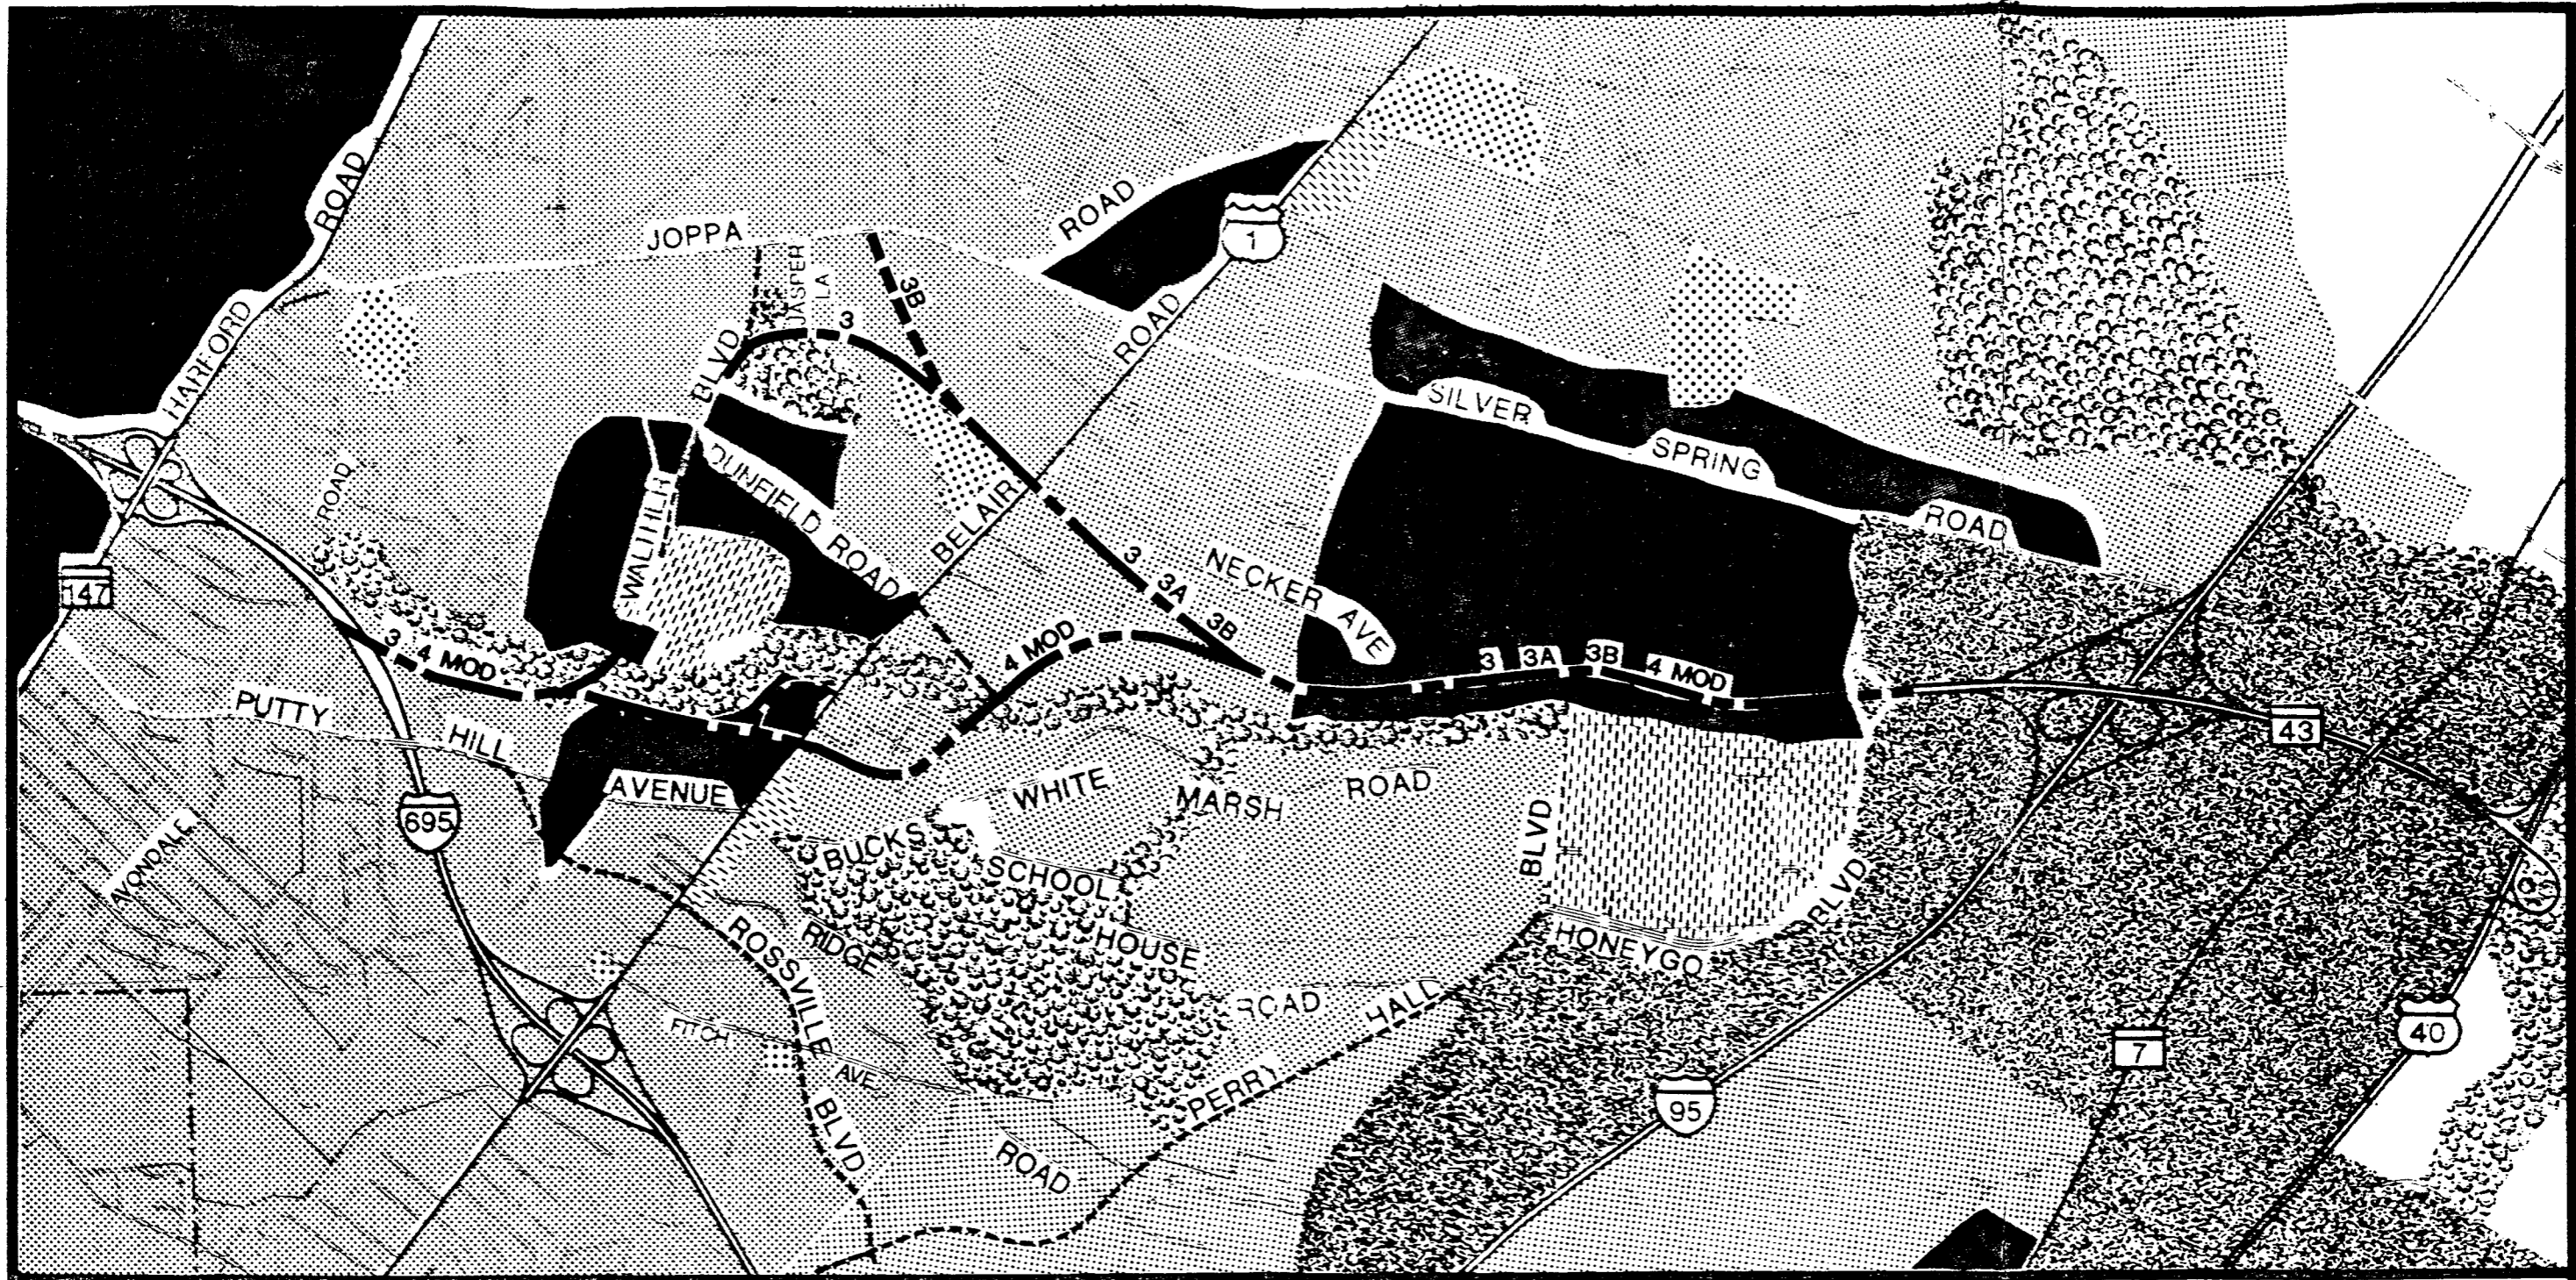 ROAD
ROAD
1
JOPPA
JASPER
LA
3B
3
ROAD
HARFORD
BLVD
SILVER
SPRING
ROAD
ROAD
DUNFIELD ROAD
BELAIR
147
3
3A
3B
NECKER AVE
3
4 MOD
4 MOD
3
3A
3B
4 MOD
43
PUTTY
HILL
AVENUE
WHITE
MARSH
ROAD
695
AVONDALE
BUCKS
SCHOOL
HOUSE
ROAD
BLVD
BLVD
HONEYGO
ROSSVILLE
BLVD
RIDGE
ROAD
FITCH
AVE
PERRY
HALL
95
7
40